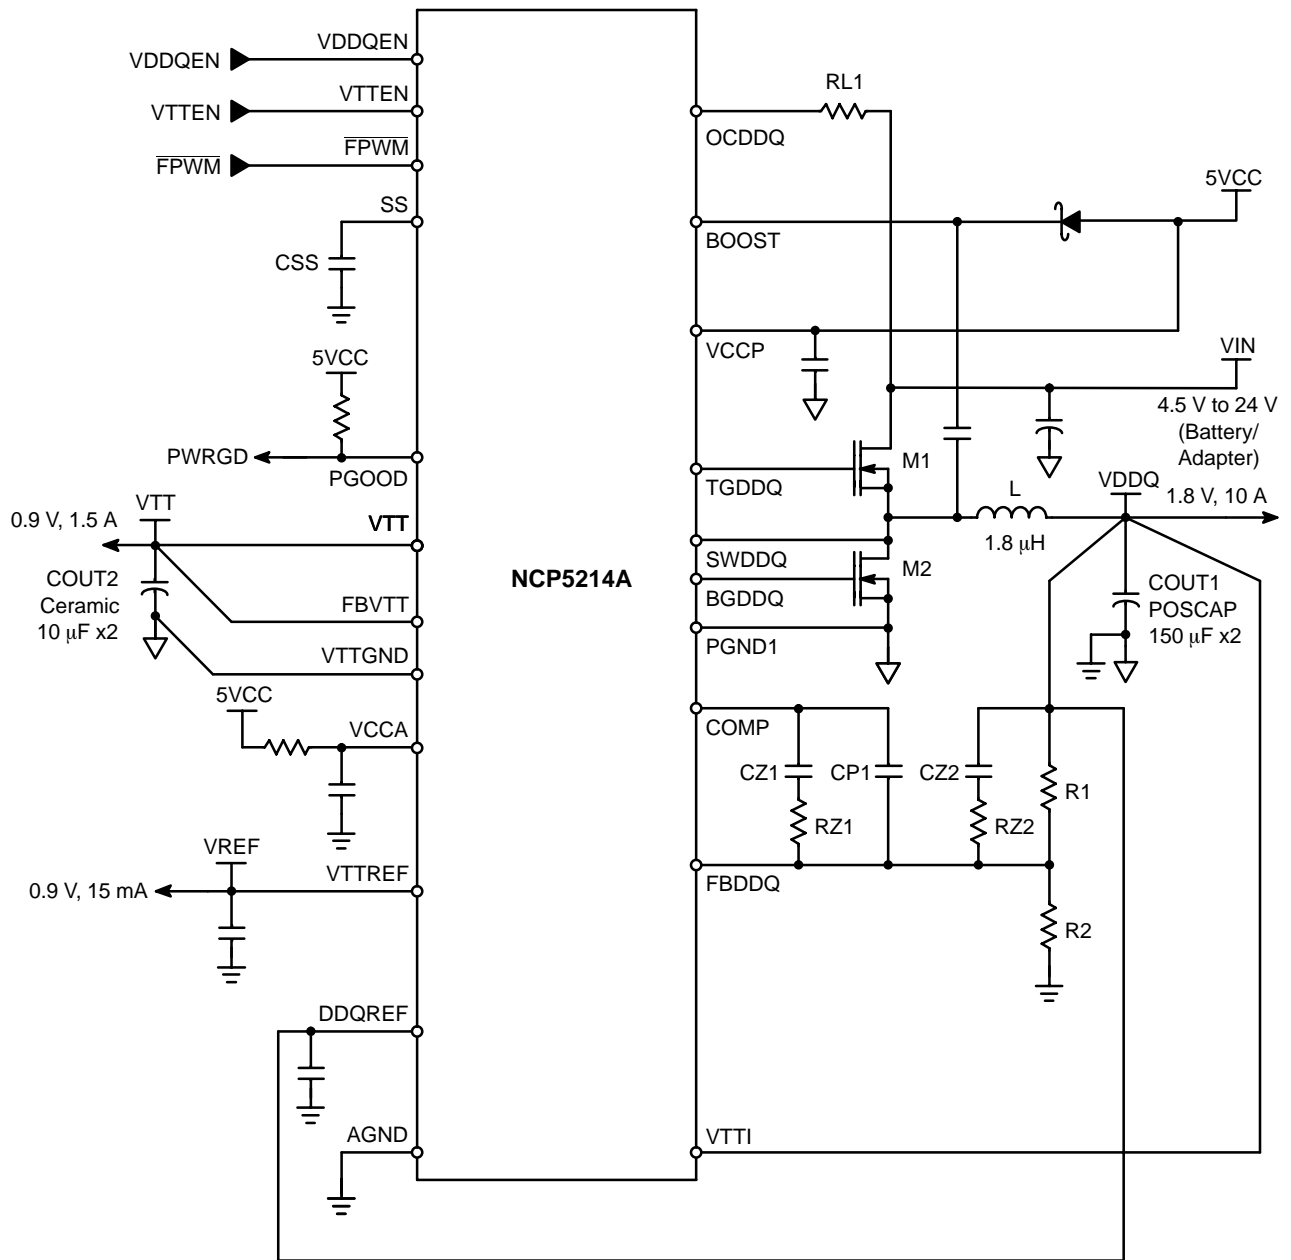 VDDQEN
VDDQEN
VTTEN
VTTEN
FPWM
FPWM
SS
CSS
5VCC
PWRGD
PGOOD
VTT
0.9 V, 1.5 A
VTT
COUT2
Ceramic
10 μF x2
FBVTT
VTTGND
5VCC
VCCA
VREF
0.9 V, 15 mA
VTTREF
DDQREF
AGND
NCP5214A
RL1
OCDDQ
5VCC
BOOST
VCCP
VIN
4.5 V to 24 V
(Battery/
Adapter)
M1
TGDDQ
L
1.8 μH
VDDQ
1.8 V, 10 A
SWDDQ
M2
BGDDQ
COUT1
POSCAP
150 μF x2
PGND1
COMP
CZ1
CP1
CZ2
R1
RZ1
RZ2
FBDDQ
R2
VTTI